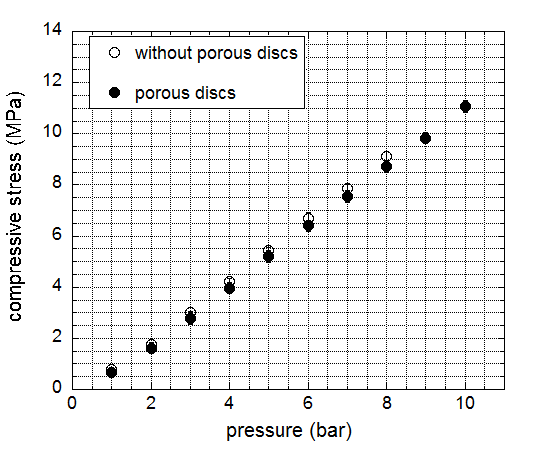 14
without porous discs
12
porous discs
10
8
6
4
2
0
compressive stress (MPa)
0 2 4 6 8 10
pressure (bar)